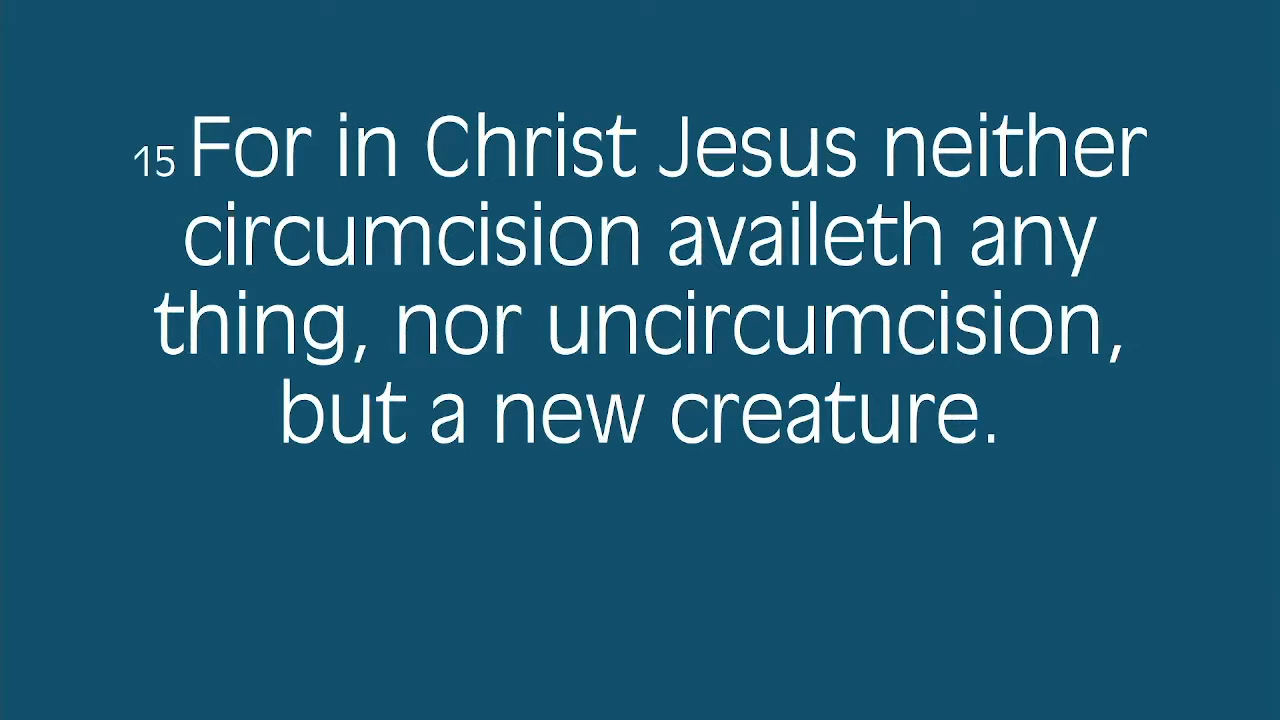 15 For in Christ Jesus neither
circumcision availeth any
thing, nor uncircumcision,
but a new creature.